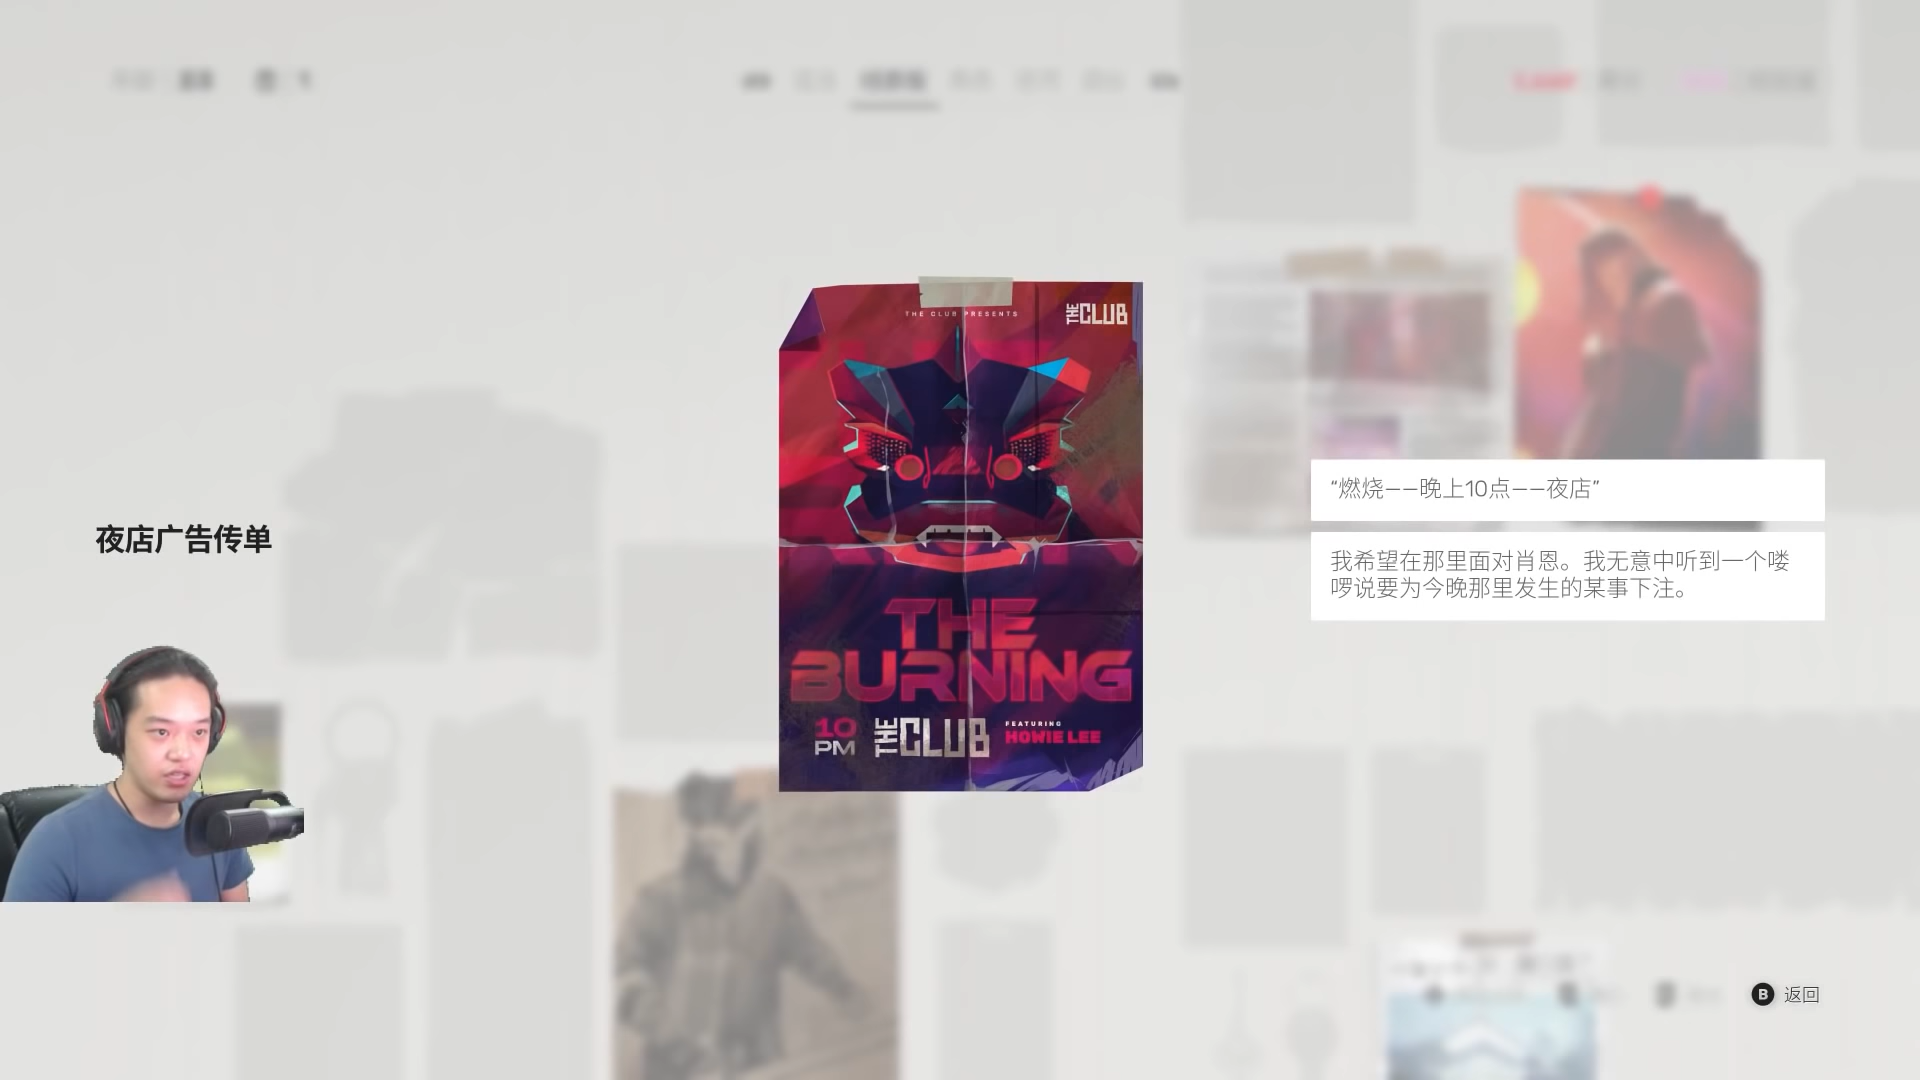 夜店广告传单
THE CLUB PRESENTS
THE CLUB
THE
BURNING
10
PM
THE CLUB
FEATURING
HOWIE LEE
“燃烧——晚上10点——夜店”
我希望在那里面对肖恩。我无意中听到一个喽
啰说要为今晚那里发生的某事下注。
B 返回